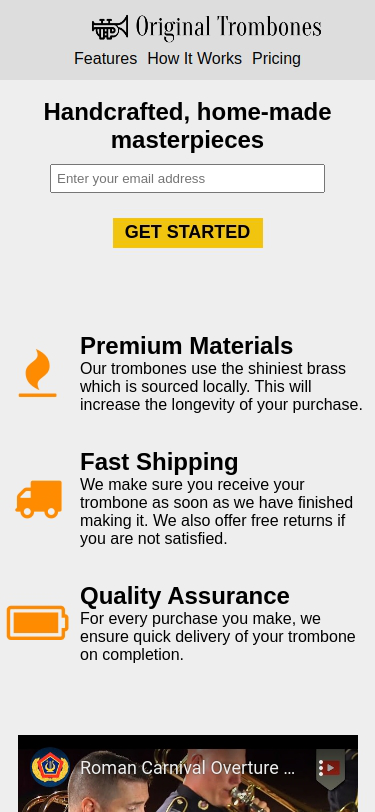 Original Trombones
Features How It Works Pricing
Handcrafted, home-made
masterpieces
Enter your email address
GET STARTED
Premium Materials
Our trombones use the shiniest brass
which is sourced locally. This will
increase the longevity of your purchase.
Fast Shipping
We make sure you receive your
trombone as soon as we have finished
making it. We also offer free returns if
you are not satisfied.
Quality Assurance
For every purchase you make, we
ensure quick delivery of your trombone
on completion.
Roman Carnival Overture ...